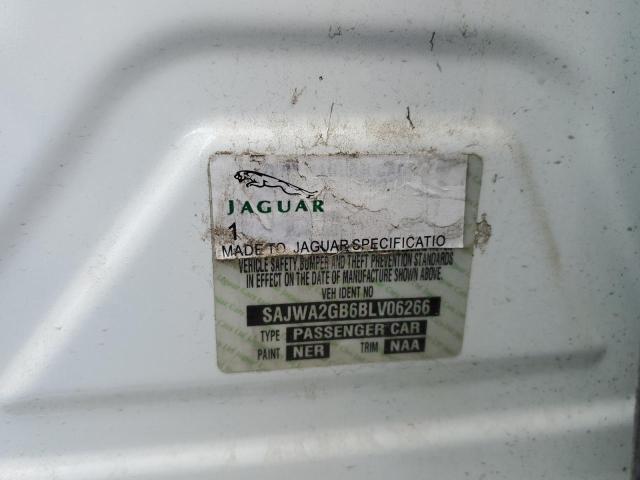 JAGUAR
1
MADE TO JAGUAR SPECIFICATIO
VEHICLE SAFETY, BUMPER AND THEFT PREVENTION STANDARDS
IN EFFECT ON THE DATE OF MANUFACTURE SHOWN ABOVE.
VEH IDENT NO
SAJWA2GB6BLV06266
TYPE PASSENGER CAR
PAINT NER TRIM NAA